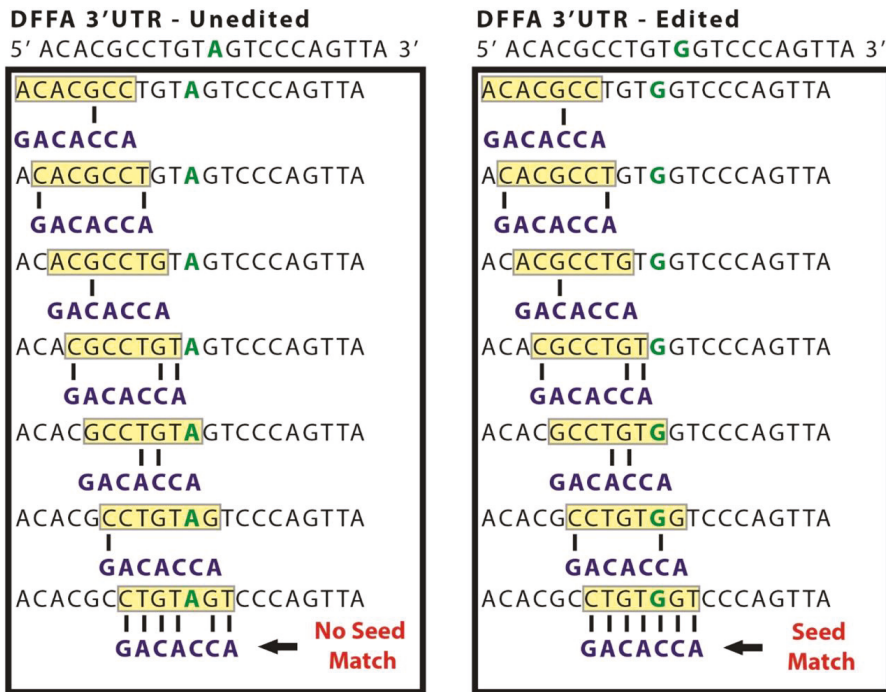 DFFA 3’UTR - Unedited
5’ ACACGCCTGTAGTCCCAGTTA 3’
ACACGCCTGTAGTCCCAGTTA
GACACCA
ACACGCCTGTAGTCCCAGTTA
GACACCA
ACACGCCTGTAGTCCCAGTTA
GACACCA
ACACGCCTGTAGTCCCAGTTA
GACACCA
ACACGCCTGTAGTCCCAGTTA
GACACCA
ACACGCCTGTAGTCCCAGTTA
GACACCA
ACACGCCTGTAGTCCCAGTTA
GACACCA
No Seed
Match
DFFA 3’UTR - Edited
5’ ACACGCCTGTGGTCCCAGTTA 3’
ACACGCCTGTGGTCCCAGTTA
GACACCA
ACACGCCTGTGGTCCCAGTTA
GACACCA
ACACGCCTGTGGTCCCAGTTA
GACACCA
ACACGCCTGTGGTCCCAGTTA
GACACCA
ACACGCCTGTGGTCCCAGTTA
GACACCA
ACACGCCTGTGGTCCCAGTTA
GACACCA
ACACGCCTGTGGTCCCAGTTA
GACACCA
Seed
Match